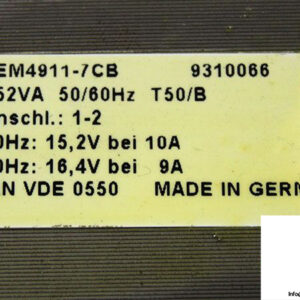 EM4911-7CB 9310066
52VA 50/60Hz T50/B
nschl.: 1-2
0Hz: 15,2V bei 10A
0Hz: 16,4V bei 9A
N VDE 0550 MADE IN GERM